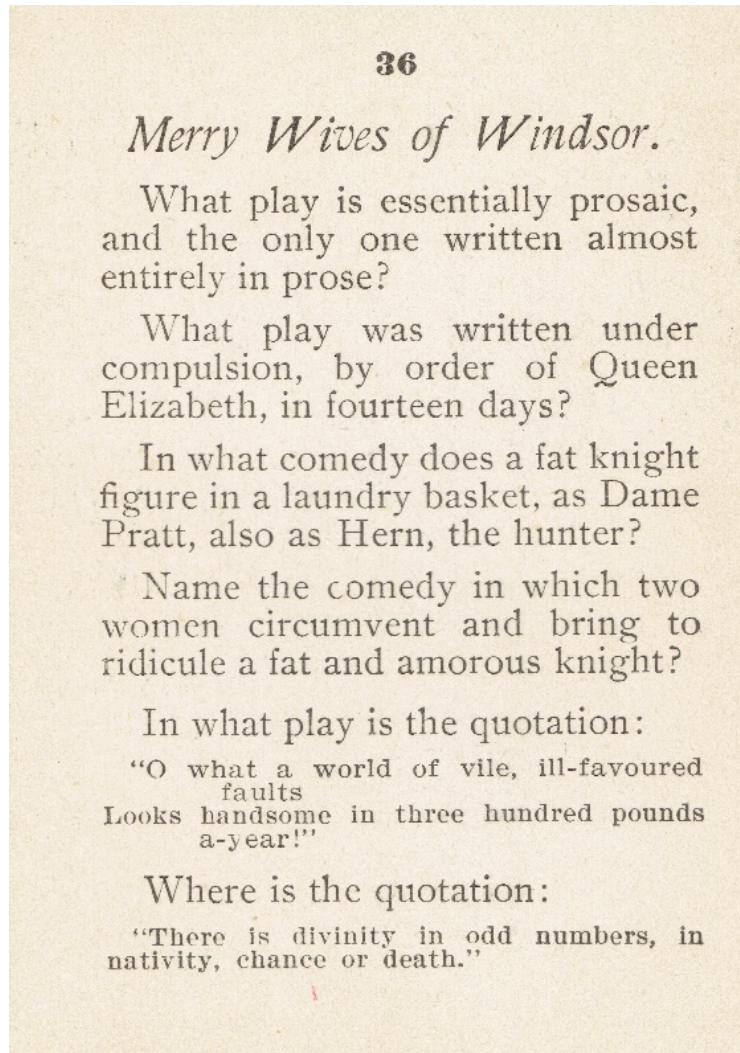 36
Merry Wives of Windsor.
What play is essentially prosaic,
and the only one written almost
entirely in prose?
What play was written under
compulsion, by order of Queen
Elizabeth, in fourteen days?
In what comedy does a fat knight
figure in a laundry basket, as Dame
Pratt, also as Hern, the hunter?
Name the comedy in which two
women circumvent and bring to
ridicule a fat and amorous knight?
In what play is the quotation:
"O what a world of vile, ill-favoured
faults
Looks handsome in three hundred pounds
a-year!"
Where is the quotation:
"There is divinity in odd numbers, in
nativity, chance or death."